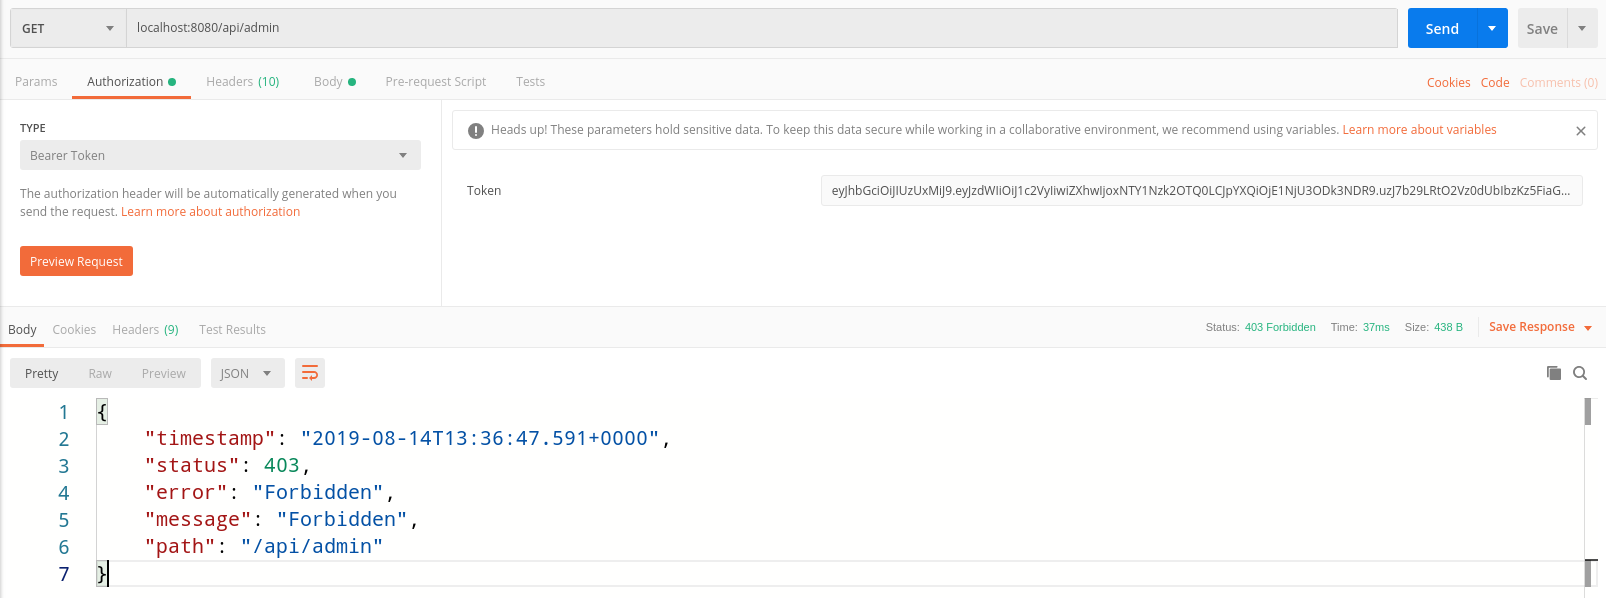 GET localhost:8080/api/admin Send Save
Params Authorization Headers (10) Body Pre-request Script Tests Cookies Code Comments (0)
TYPE
Bearer Token
The authorization header will be automatically generated when you
send the request. Learn more about authorization
Preview Request
Heads up! These parameters hold sensitive data. To keep this data secure while working in a collaborative environment, we recommend using variables. Learn more about variables
Token eyJhbGciOiJIUzUxMiJ9.eyJzdWIiOiJ1c2VyIiwiZXhwIjoxNTY1Nzk2OTQ0LCJpYXQiOjE1NjU3ODk3NDR9.uzJ7b29LRtO2Vz0dUbIbzKz5FiaG...
Body Cookies Headers (9) Test Results Status: 403 Forbidden Time: 37ms Size: 438 B Save Response
Pretty Raw Preview JSON
1 {
2 "timestamp": "2019-08-14T13:36:47.591+0000",
3 "status": 403,
4 "error": "Forbidden",
5 "message": "Forbidden",
6 "path": "/api/admin"
7 }